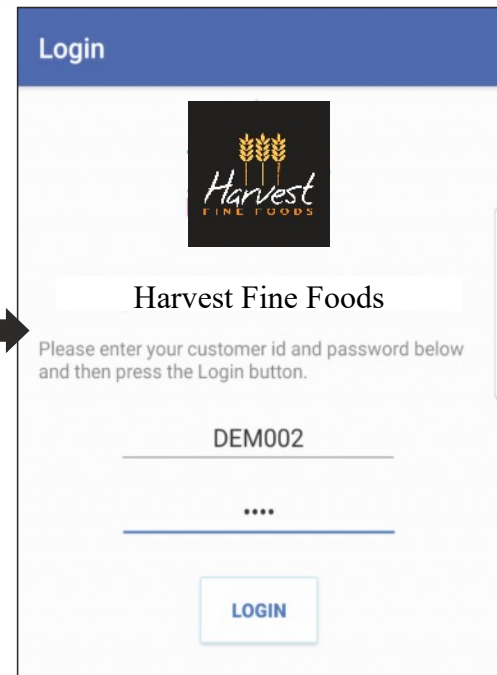 Login
Harvest
FINE FOODS
Harvest Fine Foods
Please enter your customer id and password below
and then press the Login button.
DEM002
••••
LOGIN